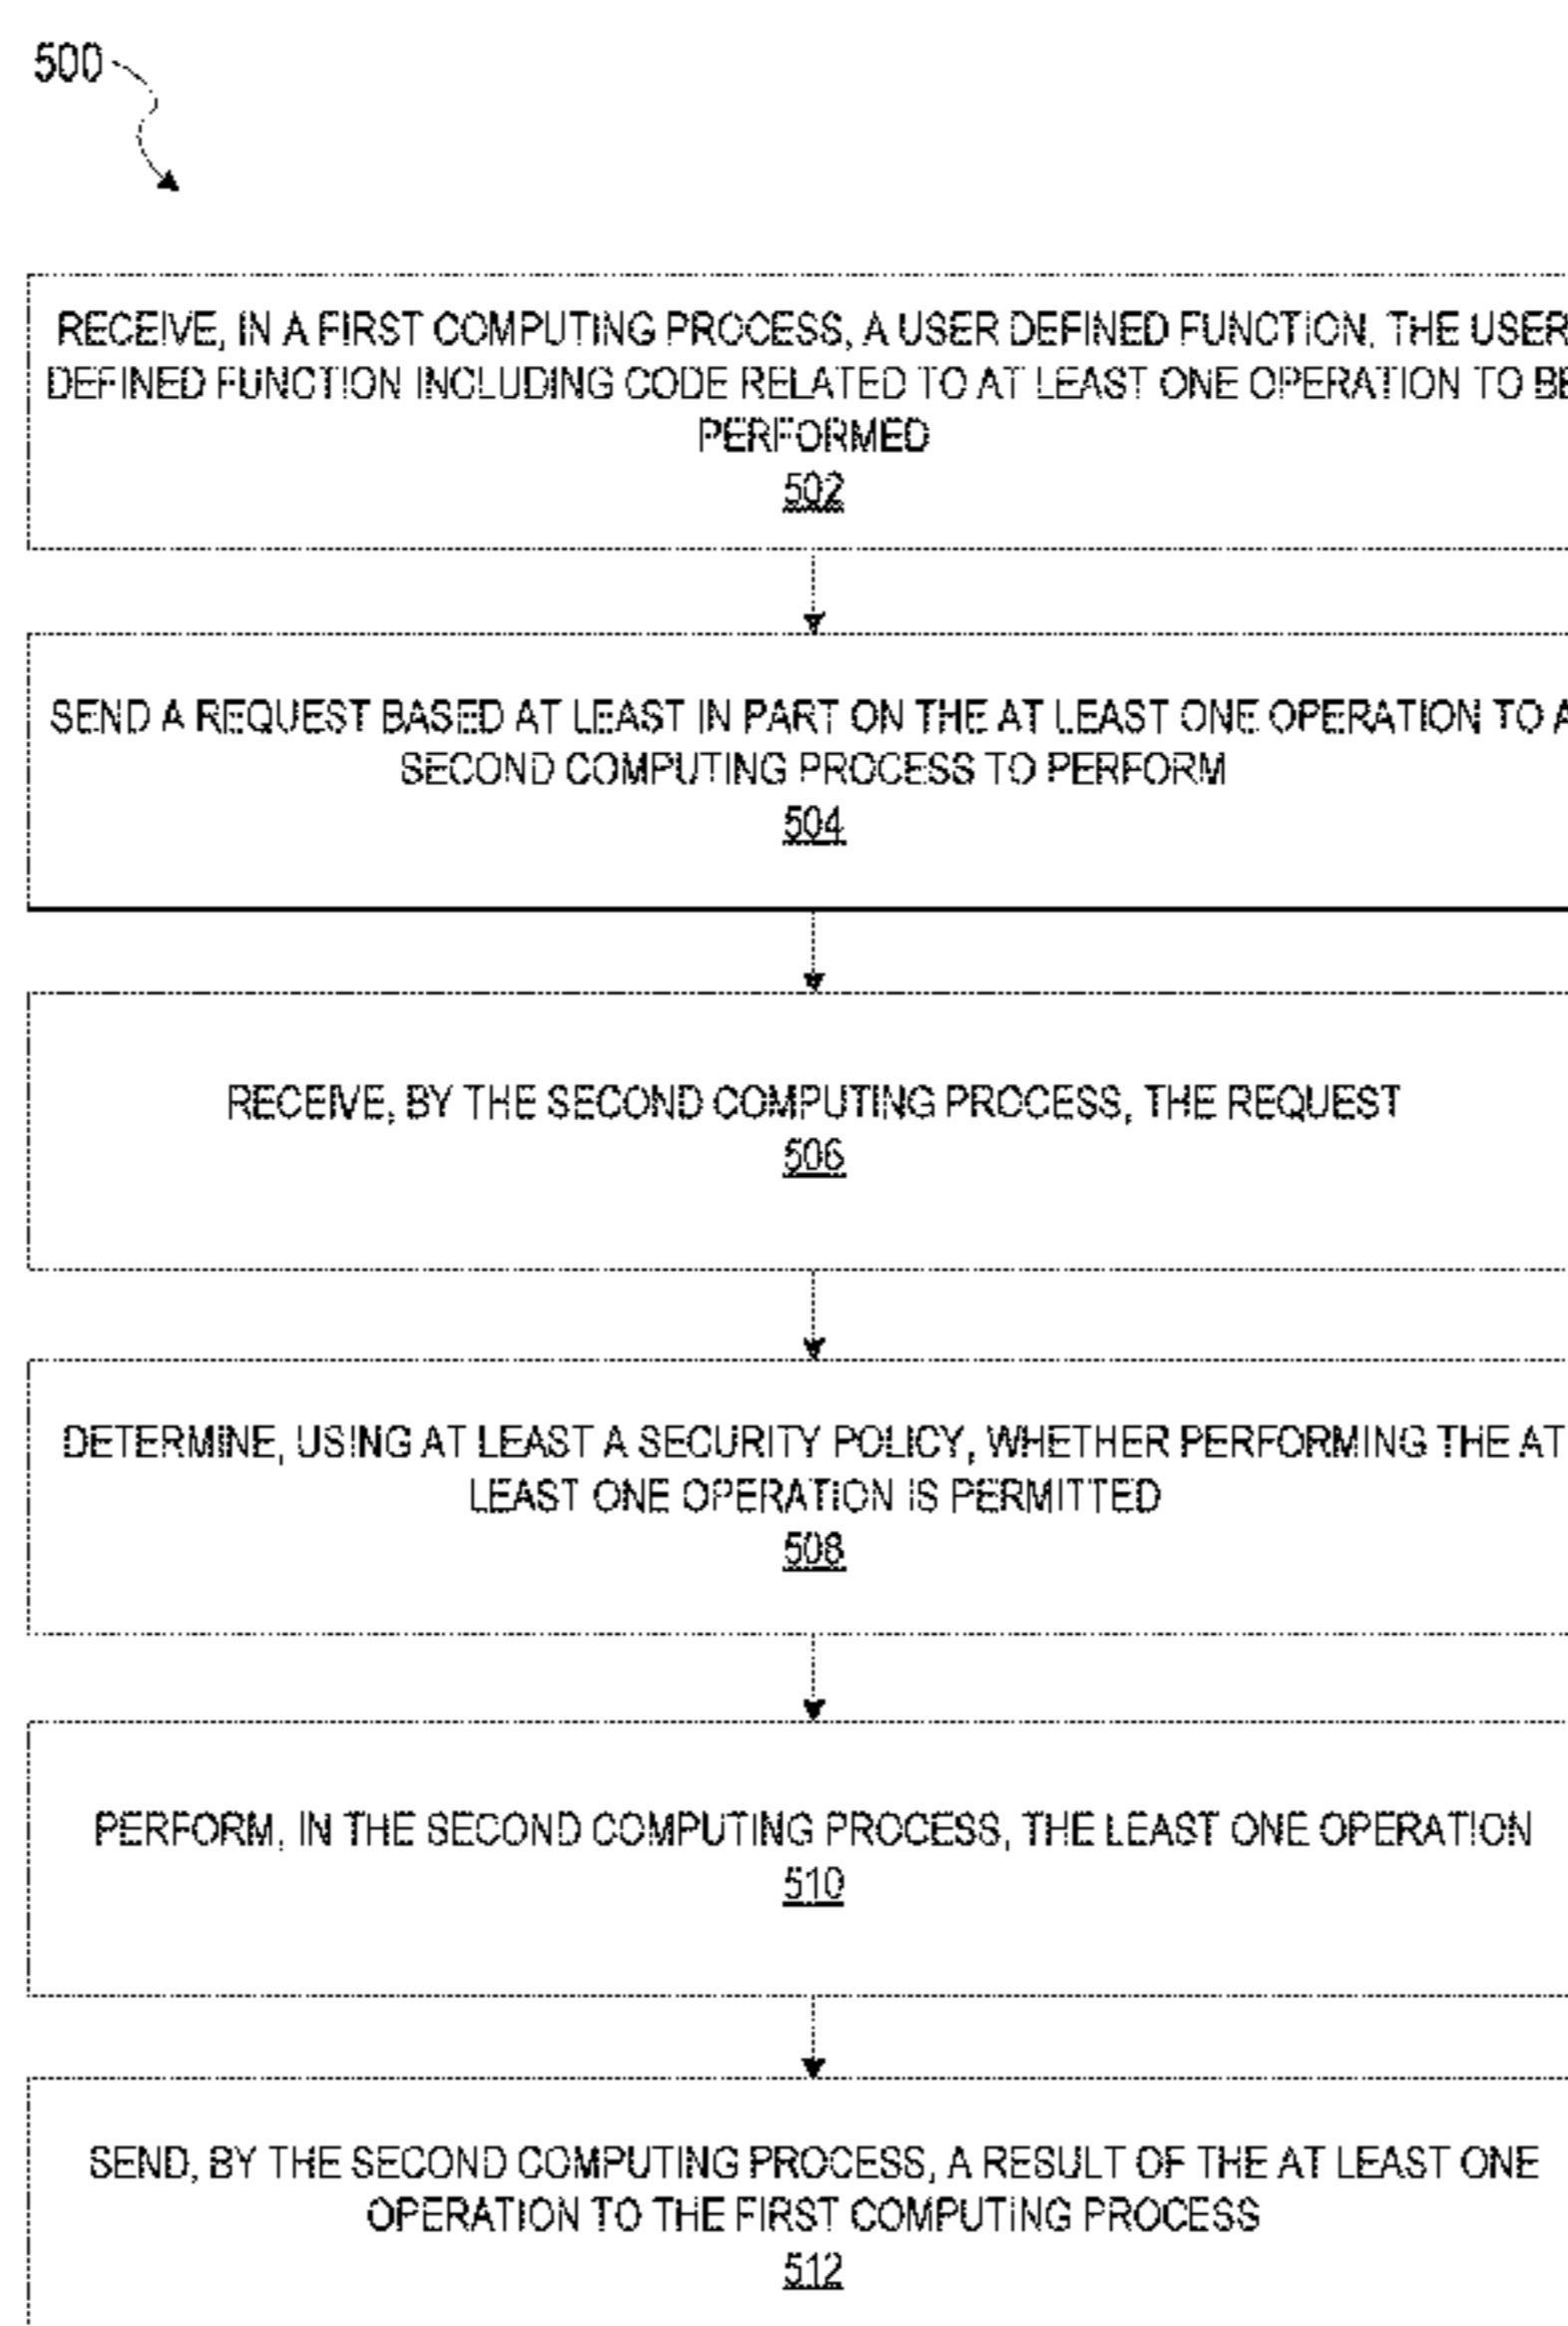 500
RECEIVE, IN A FIRST COMPUTING PROCESS, A USER DEFINED FUNCTION, THE USER
DEFINED FUNCTION INCLUDING CODE RELATED TO AT LEAST ONE OPERATION TO BE
PERFORMED
502
SEND A REQUEST BASED AT LEAST IN PART ON THE AT LEAST ONE OPERATION TO A
SECOND COMPUTING PROCESS TO PERFORM
504
RECEIVE, BY THE SECOND COMPUTING PROCESS, THE REQUEST
506
DETERMINE, USING AT LEAST A SECURITY POLICY, WHETHER PERFORMING THE AT
LEAST ONE OPERATION IS PERMITTED
508
PERFORM, IN THE SECOND COMPUTING PROCESS, THE LEAST ONE OPERATION
510
SEND, BY THE SECOND COMPUTING PROCESS, A RESULT OF THE AT LEAST ONE
OPERATION TO THE FIRST COMPUTING PROCESS
512